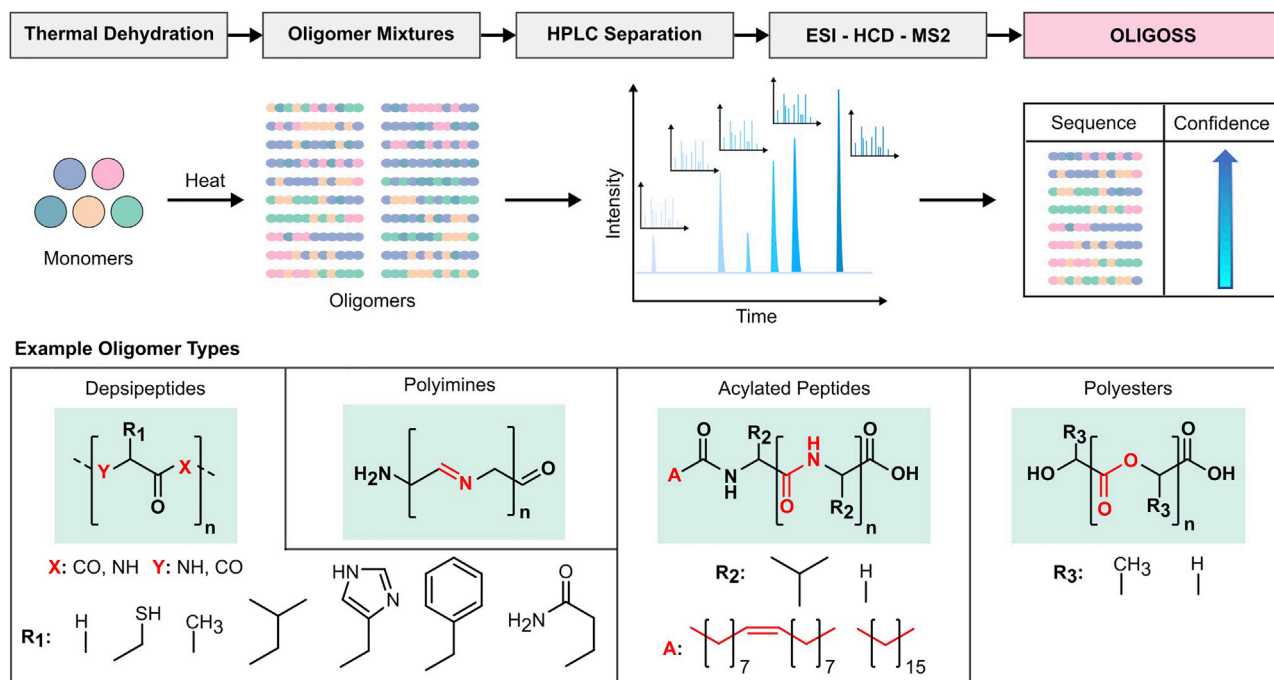 Thermal Dehydration
Oligomer Mixtures
HPLC Separation
ESI - HCD - MS2
OLIGOSS
Monomers
Heat
Oligomers
Intensity
Time
Sequence
Confidence
Example Oligomer Types
Depsipeptides
R1
Y
X
O
n
X: CO, NH Y: NH, CO
R1:
H
SH
CH3
HN
N
O
H2N
Polyimines
H2N
N
O
n
Acylated Peptides
O
R2
H
N
O
A
N
H
O
R2
OH
n
R2:
H
A:
7
7
15
Polyesters
R3
O
O
HO
O
R3
OH
n
R3:
CH3
H